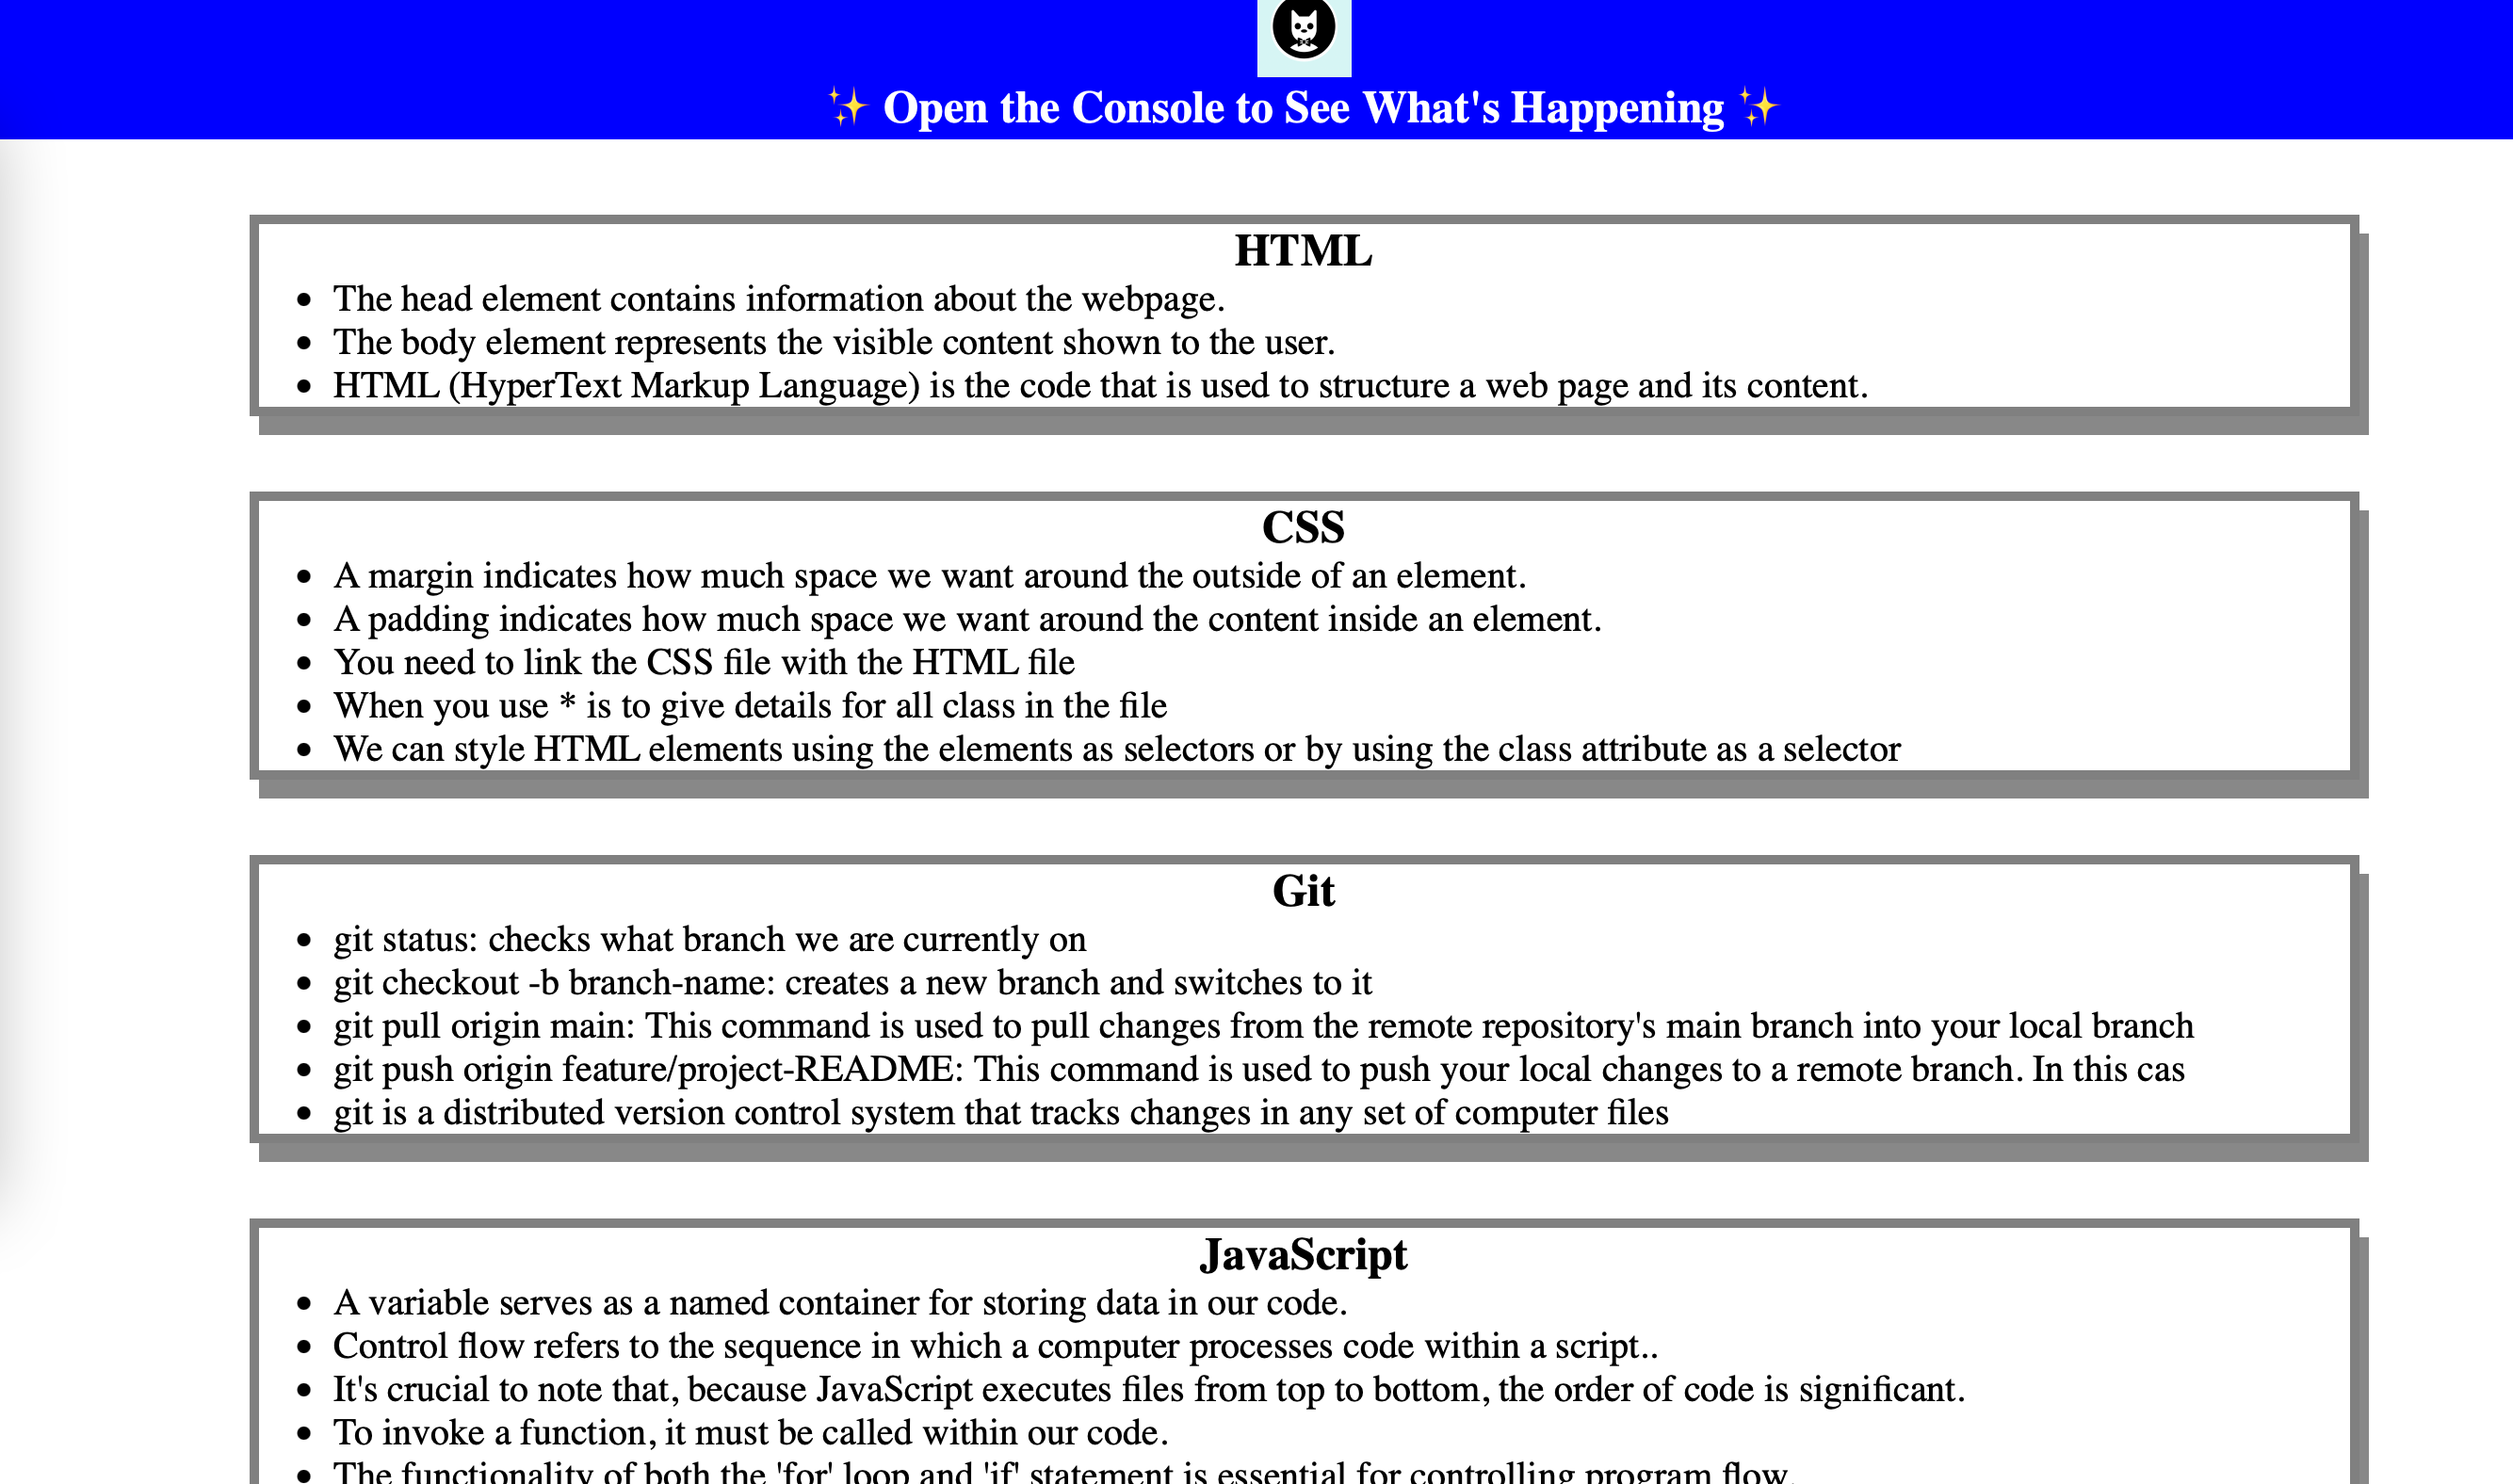 ✨ Open the Console to See What's Happening ✨
HTML
• The head element contains information about the webpage.
• The body element represents the visible content shown to the user.
• HTML (HyperText Markup Language) is the code that is used to structure a web page and its content.
CSS
• A margin indicates how much space we want around the outside of an element.
• A padding indicates how much space we want around the content inside an element.
• You need to link the CSS file with the HTML file
• When you use * is to give details for all class in the file
• We can style HTML elements using the elements as selectors or by using the class attribute as a selector
Git
• git status: checks what branch we are currently on
• git checkout -b branch-name: creates a new branch and switches to it
• git pull origin main: This command is used to pull changes from the remote repository's main branch into your local branch
• git push origin feature/project-README: This command is used to push your local changes to a remote branch. In this cas
• git is a distributed version control system that tracks changes in any set of computer files
JavaScript
• A variable serves as a named container for storing data in our code.
• Control flow refers to the sequence in which a computer processes code within a script..
• It's crucial to note that, because JavaScript executes files from top to bottom, the order of code is significant.
• To invoke a function, it must be called within our code.
• The functionality of both the 'for' loop and 'if' statement is essential for controlling program flow.